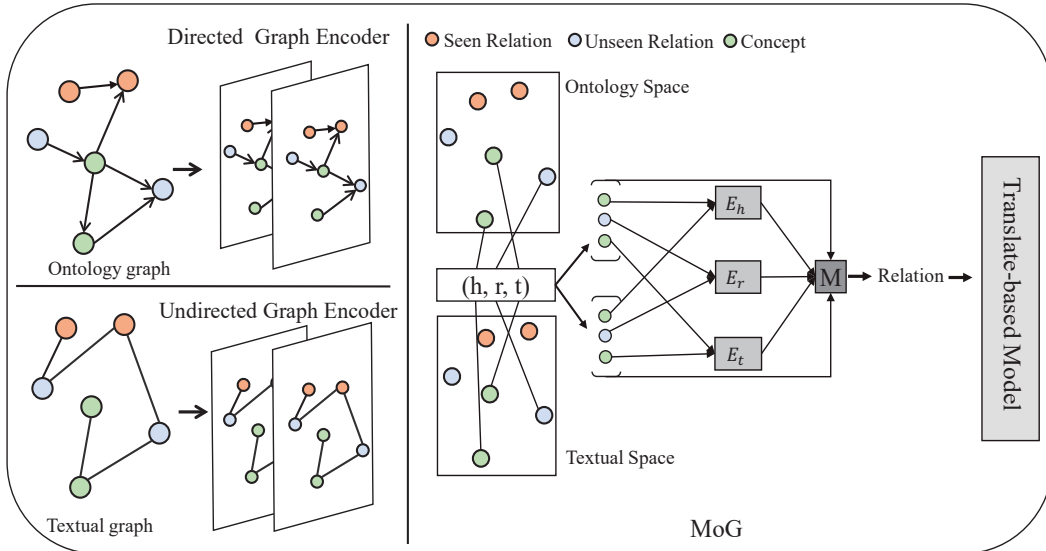 Directed Graph Encoder
Ontology graph
Undirected Graph Encoder
Textual graph
Seen Relation
Unseen Relation
Concept
Ontology Space
(h, r, t)
Textual Space
E_h
E_r
E_t
M
Relation
Translate-based Model
MoG